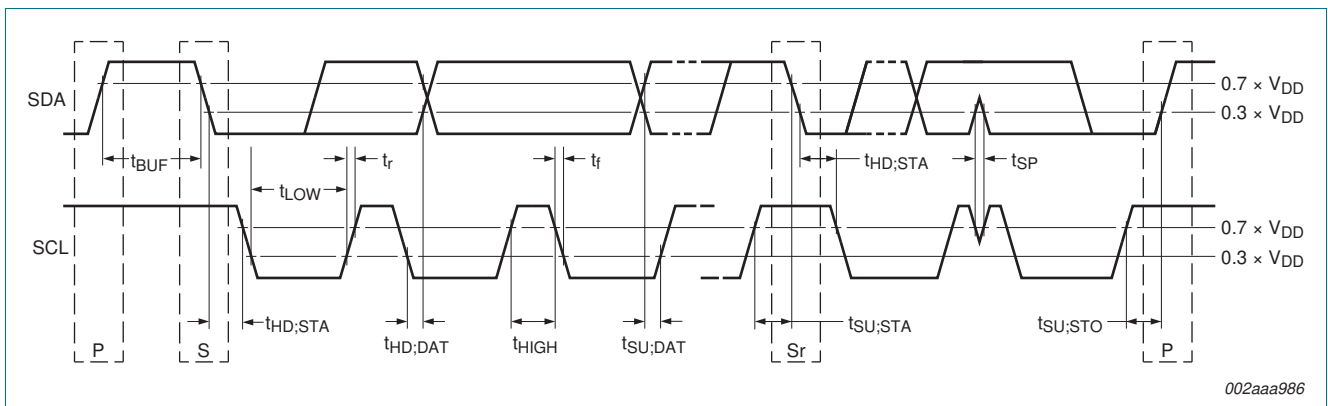 SDA
0.7 × VDD
0.3 × VDD
tBUF
tLOW
tr
tf
tHD;STA
tSP
SCL
0.7 × VDD
0.3 × VDD
tHD;STA
tHD;DAT
tHIGH
tSU;DAT
tSU;STA
tSU;STO
P
S
Sr
P
002aaa986